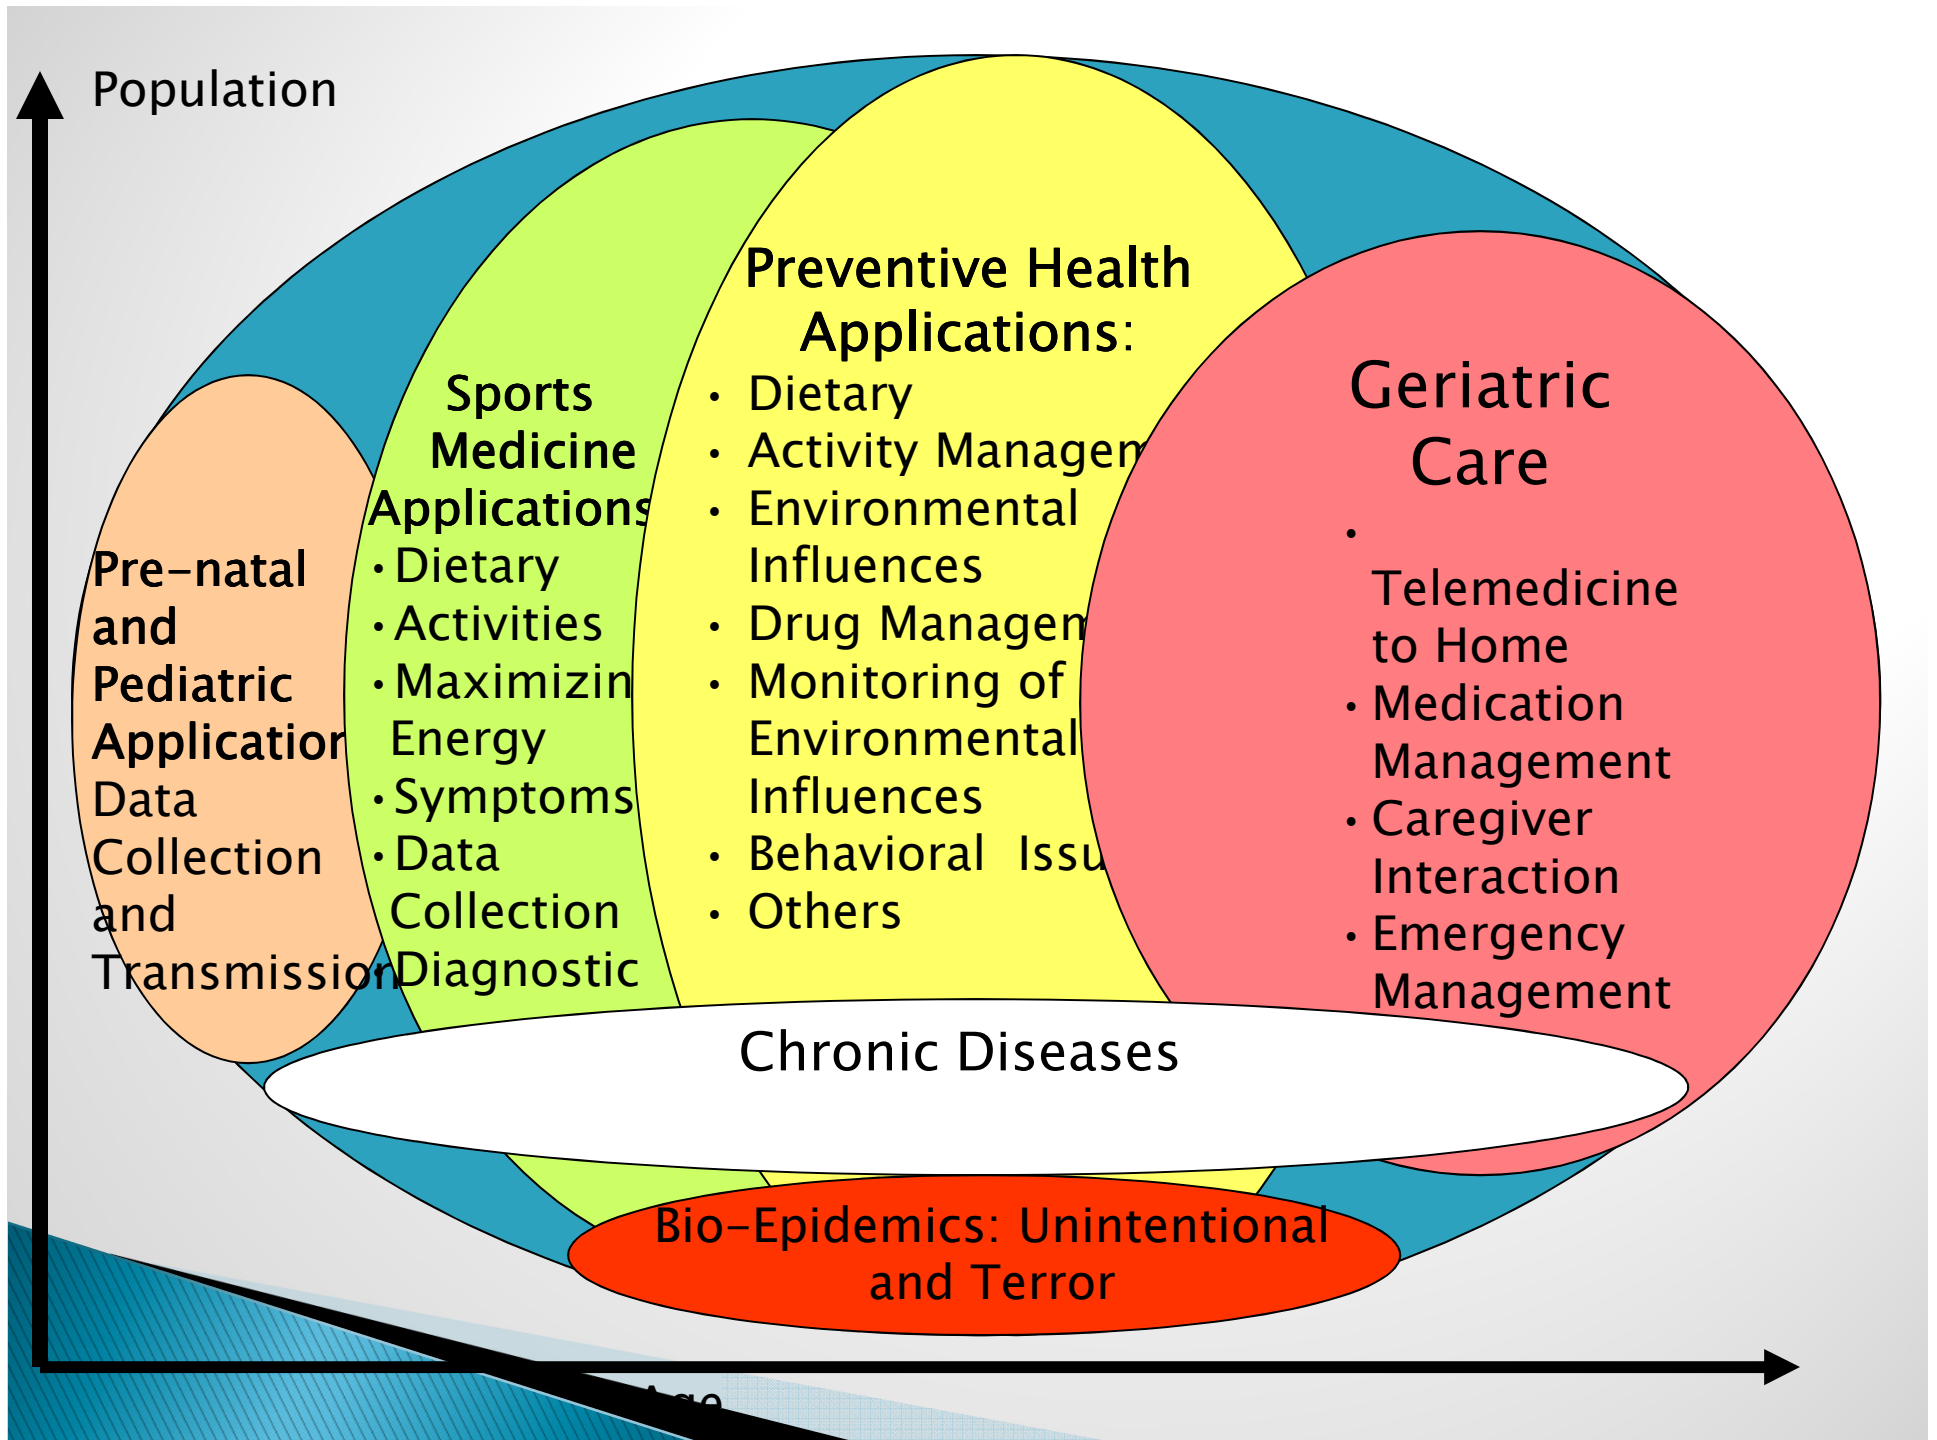 Population
Pre-natal
and
Pediatric
Application
Data
Collection
and
Transmission
Sports
Medicine
Applications
• Dietary
• Activities
• Maximizin
Energy
• Symptoms
• Data
Collection
• Diagnostic
Preventive Health
Applications:
• Dietary
• Activity Managem
• Environmental
Influences
• Drug Managem
• Monitoring of
Environmental
Influences
• Behavioral Issu
• Others
Geriatric
Care
•
Telemedicine
to Home
• Medication
Management
• Caregiver
Interaction
• Emergency
Management
Chronic Diseases
Bio-Epidemics: Unintentional
and Terror
Age